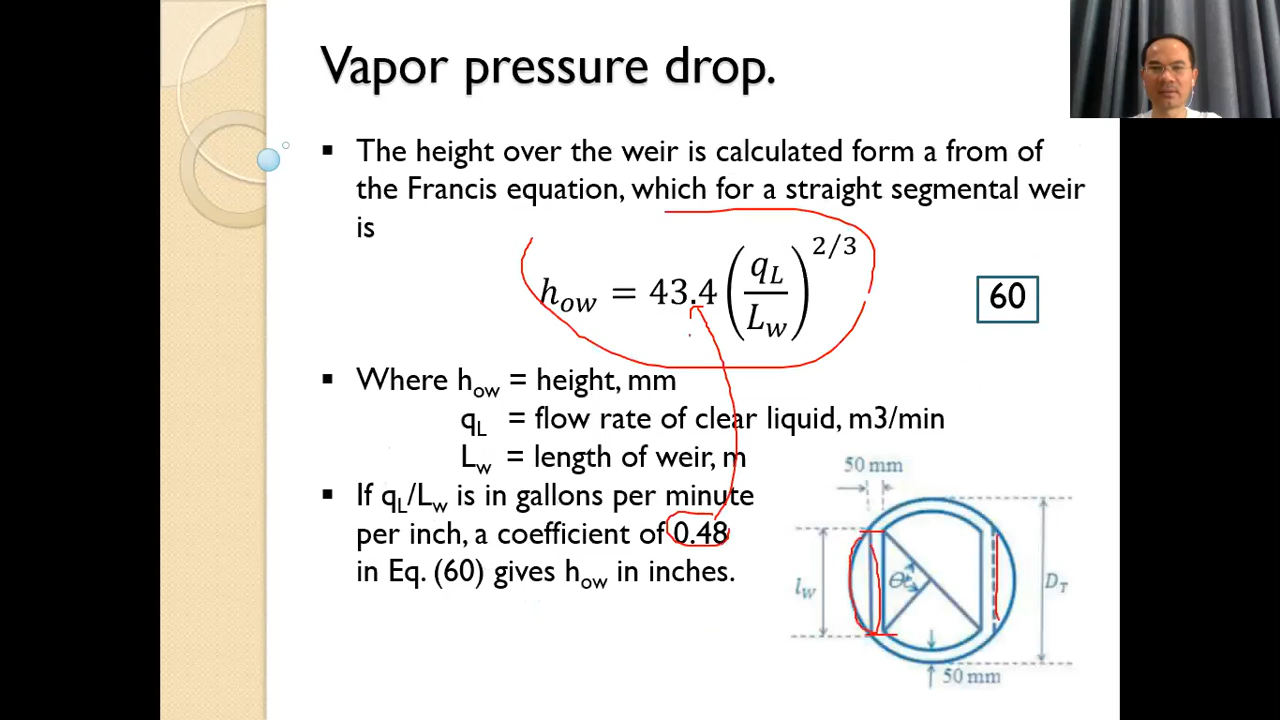 Vapor pressure drop.
▪ The height over the weir is calculated form a from of
the Francis equation, which for a straight segmental weir
is
h_ow = 43.4 (q_L / L_w)^2/3
60
▪ Where h_ow = height, mm
q_L = flow rate of clear liquid, m3/min
L_w = length of weir, m
▪ If q_L/L_w is in gallons per minute
per inch, a coefficient of 0.48
in Eq. (60) gives h_ow in inches.
50 mm
l_W
θ
D_T
50 mm